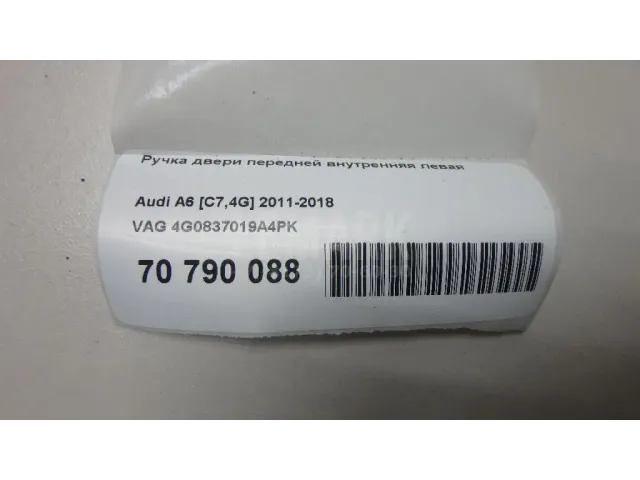 Ручка двери передней внутренняя левая
Audi A6 [C7,4G] 2011-2018
VAG 4G0837019A4PK
70 790 088